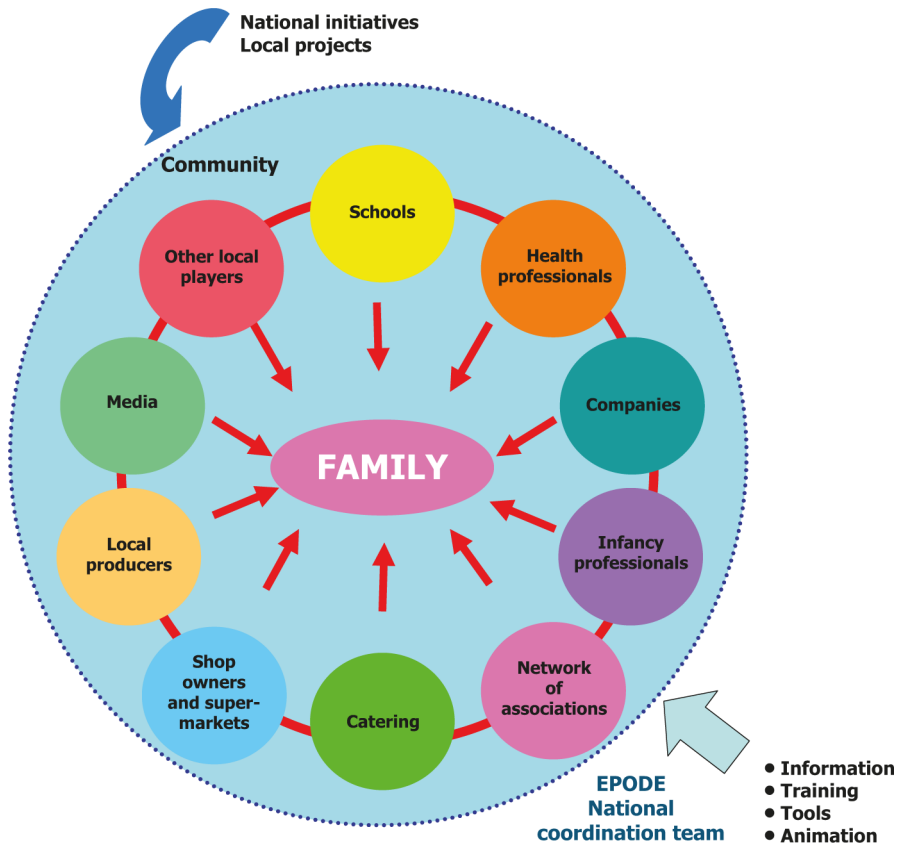 National initiatives
Local projects
Community
Schools
Other local
players
Health
professionals
Media
Companies
FAMILY
Local
producers
Infancy
professionals
Shop
owners
and super-
markets
Catering
Network
of
associations
EPODE
National
coordination team
• Information
• Training
• Tools
• Animation